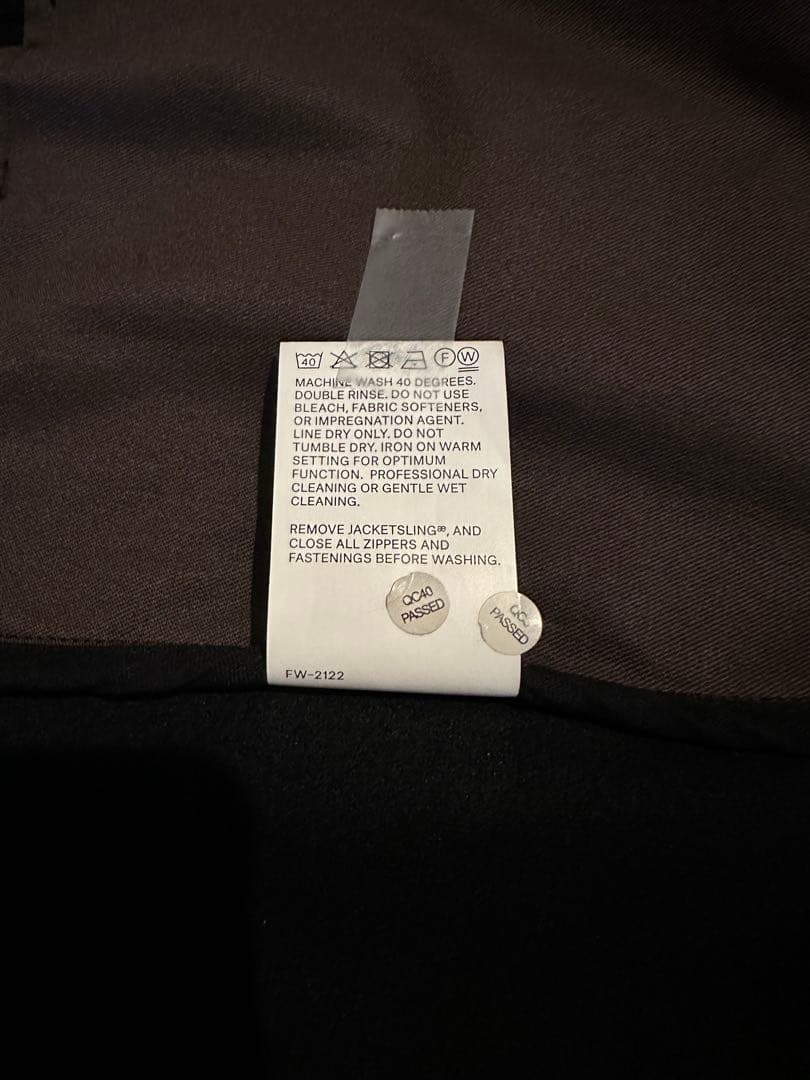 40 F W
MACHINE WASH 40 DEGREES.
DOUBLE RINSE. DO NOT USE
BLEACH, FABRIC SOFTENERS,
OR IMPREGNATION AGENT.
LINE DRY ONLY. DO NOT
TUMBLE DRY. IRON ON WARM
SETTING FOR OPTIMUM
FUNCTION. PROFESSIONAL DRY
CLEANING OR GENTLE WET
CLEANING.
REMOVE JACKETSLINGᵆ, AND
CLOSE ALL ZIPPERS AND
FASTENINGS BEFORE WASHING.
QC40
PASSED
PASSED
FW-2122